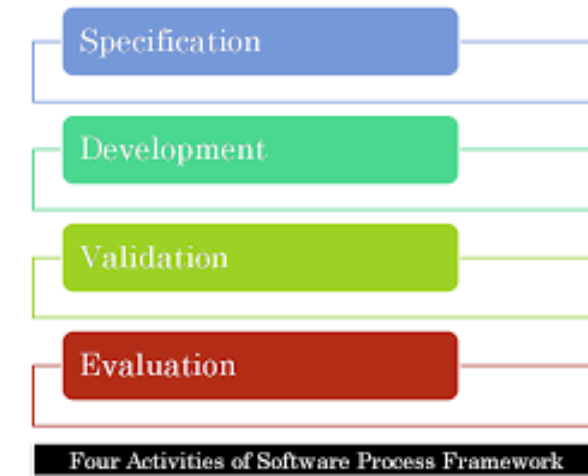 Specification
Development
Validation
Evaluation
Four Activities of Software Process Framework